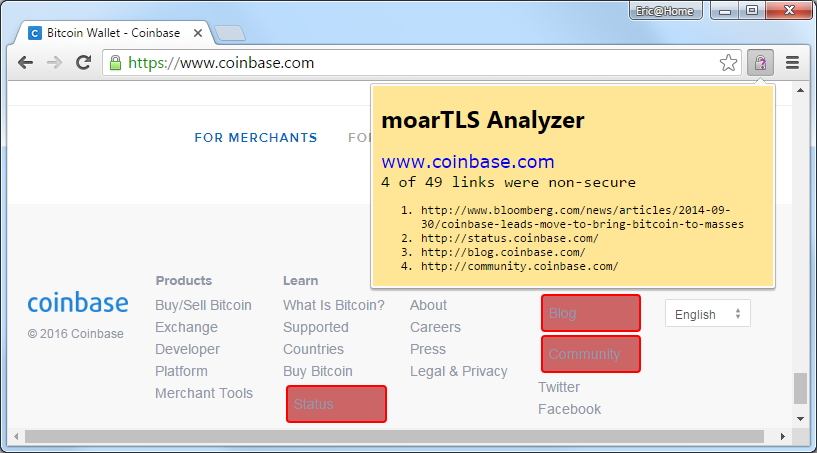 Eric@Home
Bitcoin Wallet - Coinbase
https://www.coinbase.com
moarTLS Analyzer
www.coinbase.com
4 of 49 links were non-secure
1. http://www.bloomberg.com/news/articles/2014-09-
30/coinbase-leads-move-to-bring-bitcoin-to-masses
2. http://status.coinbase.com/
3. http://blog.coinbase.com/
4. http://community.coinbase.com/
FOR MERCHANTS
FO
coinbase
© 2016 Coinbase
Products
Buy/Sell Bitcoin
Exchange
Developer
Platform
Merchant Tools
Learn
What Is Bitcoin?
Supported
Countries
Buy Bitcoin
Status
About
Careers
Press
Legal & Privacy
Blog
Community
Twitter
Facebook
English